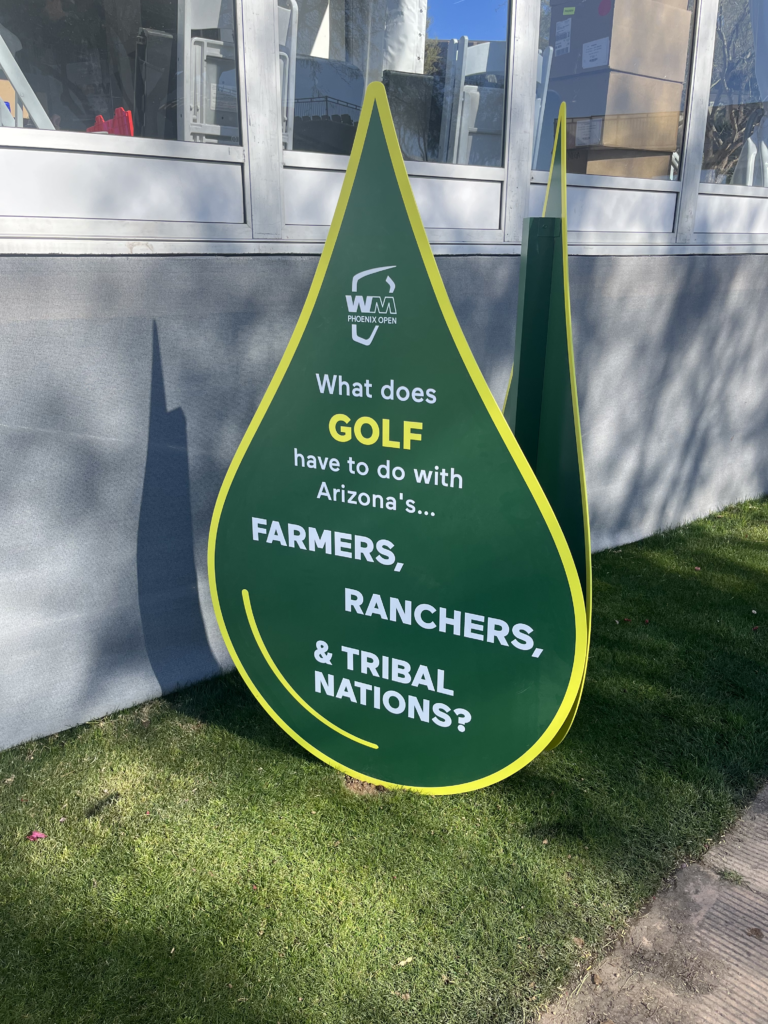 WM
PHOENIX OPEN
What does
GOLF
have to do with
Arizona's...
FARMERS,
RANCHERS,
& TRIBAL
NATIONS?